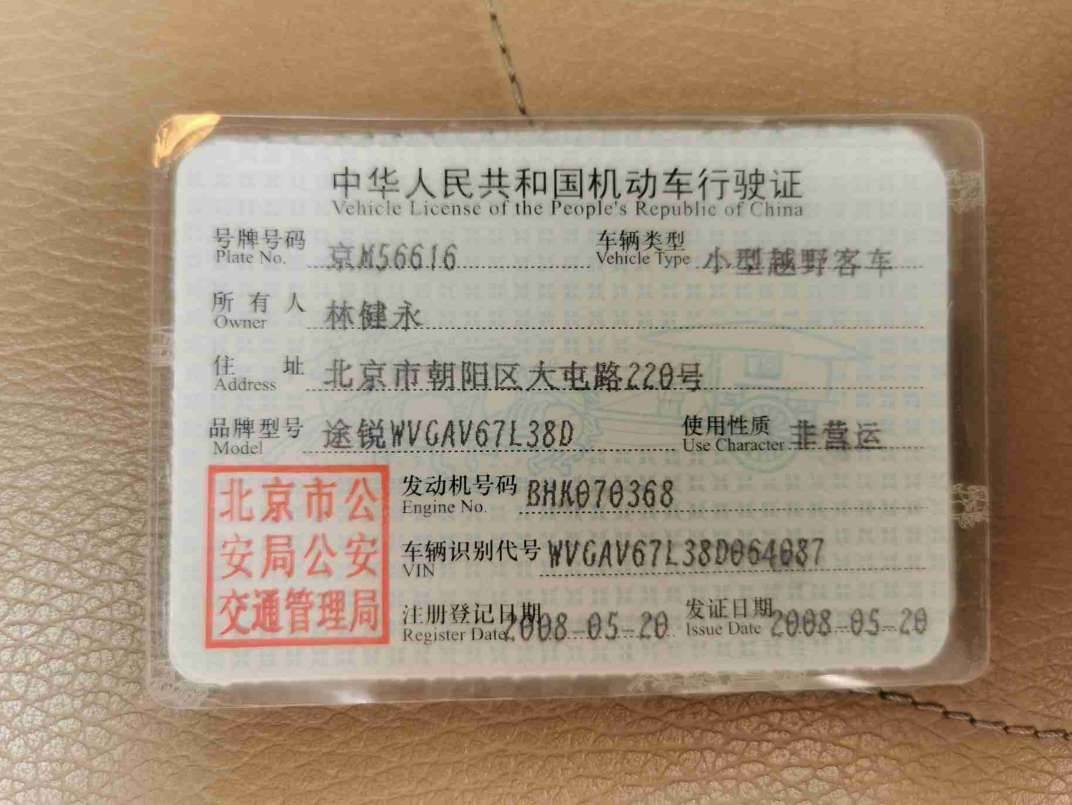 中华人民共和国机动车行驶证
Vehicle License of the People's Republic of China
号牌号码 京M56616 车辆类型 小型越野客车
Plate No. Vehicle Type
所有人 林健永
Owner
住址 北京市朝阳区大屯路220号
Address
品牌型号 途锐WVGAV67L38D 使用性质 非营运
Model Use Character
北京市公
安局公安
交通管理局
发动机号码 BHK070368
Engine No.
车辆识别代号 WVGAV67L38D064087
VIN
注册登记日期 2008-05-20 发证日期 2008-05-20
Register Date Issue Date